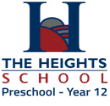 THE HEIGHTS
SCHOOL
Preschool - Year 12